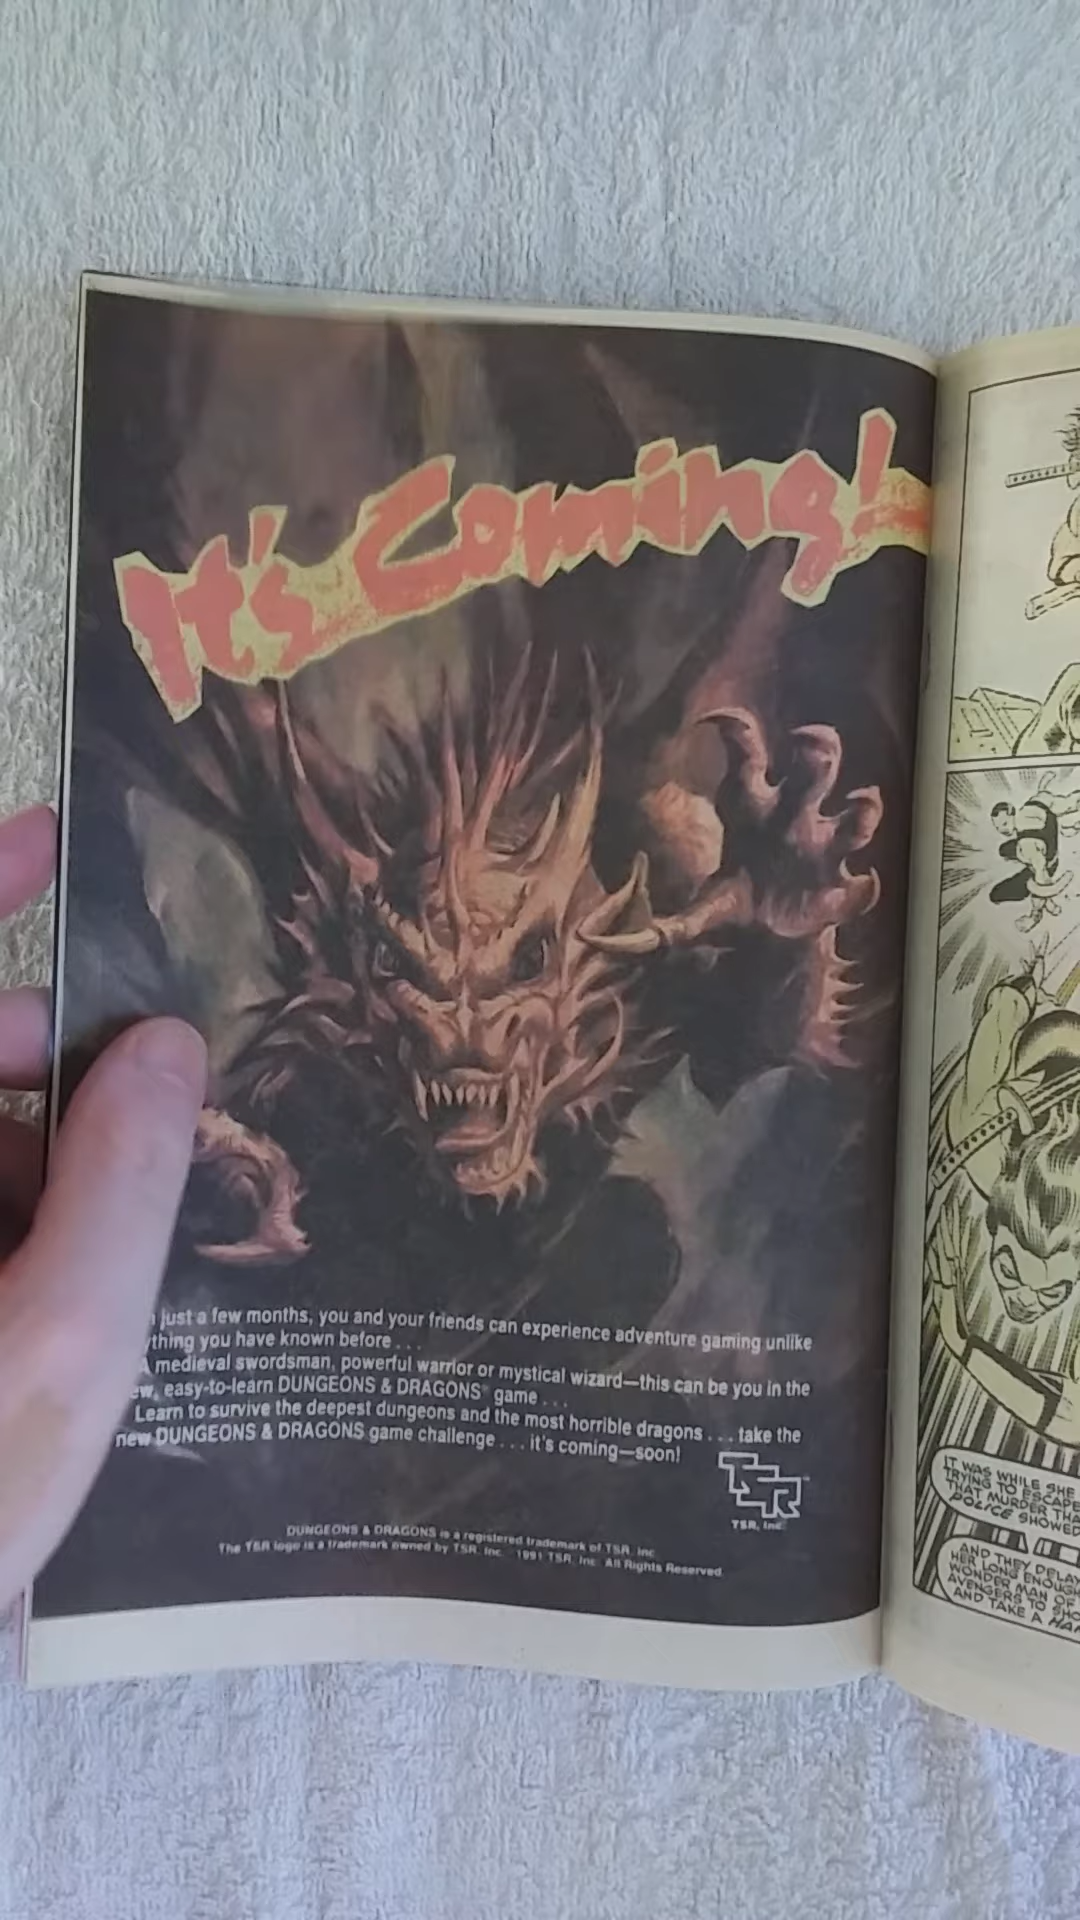 It's Coming!
just a few months, you and your friends can experience adventure gaming unlike
ything you have known before . . .
A medieval swordsman, powerful warrior or mystical wizard—this can be you in the
ew, easy-to-learn DUNGEONS & DRAGONS® game . . .
Learn to survive the deepest dungeons and the most horrible dragons . . . take the
new DUNGEONS & DRAGONS game challenge . . . it's coming—soon!
TSR™
TSR, Inc.
DUNGEONS & DRAGONS is a registered trademark of TSR, Inc.
The TSR logo is a trademark owned by TSR, Inc. 1991 TSR, Inc. All Rights Reserved.
IT WAS WHILE SHE
TRYING TO ESCAPE
THAT MURDER THA
POLICE SHOWED
AND THEY DELAY
HER LONG ENOUGH
WONDER MAN OF
AVENGERS TO SHO
AND TAKE A HAN